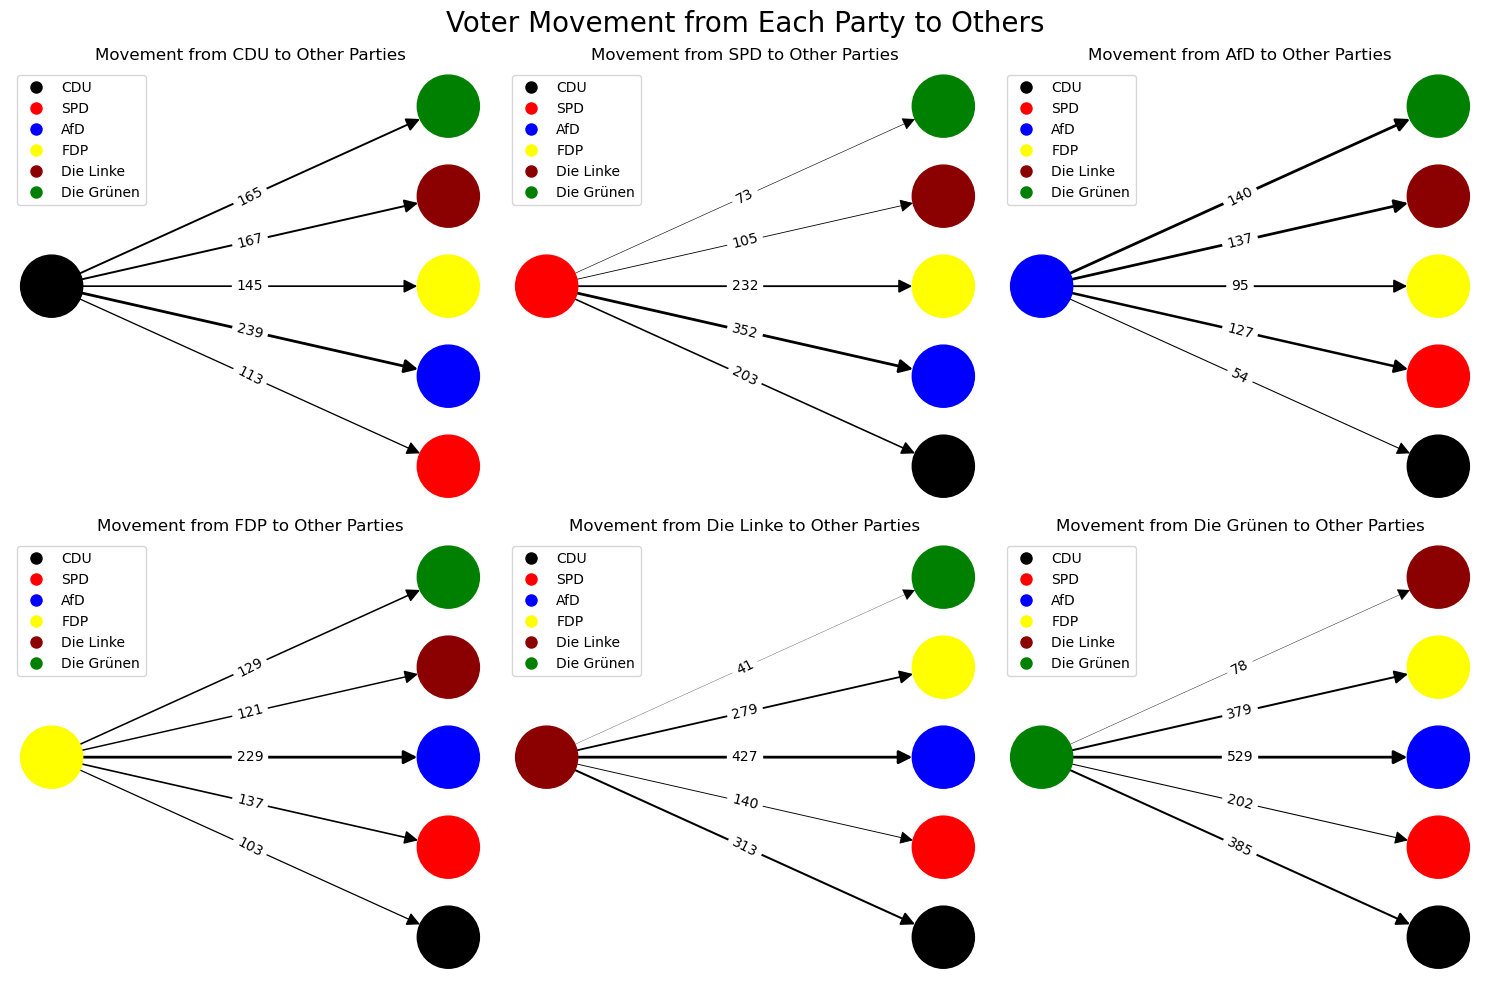 Voter Movement from Each Party to Others
Movement from CDU to Other Parties
CDU
SPD
AfD
FDP
Die Linke
Die Grünen
165
167
145
239
113
Movement from SPD to Other Parties
CDU
SPD
AfD
FDP
Die Linke
Die Grünen
73
105
232
352
203
Movement from AfD to Other Parties
CDU
SPD
AfD
FDP
Die Linke
Die Grünen
140
137
95
127
54
Movement from FDP to Other Parties
CDU
SPD
AfD
FDP
Die Linke
Die Grünen
129
121
229
137
103
Movement from Die Linke to Other Parties
CDU
SPD
AfD
FDP
Die Linke
Die Grünen
41
279
427
140
313
Movement from Die Grünen to Other Parties
CDU
SPD
AfD
FDP
Die Linke
Die Grünen
78
379
529
202
385